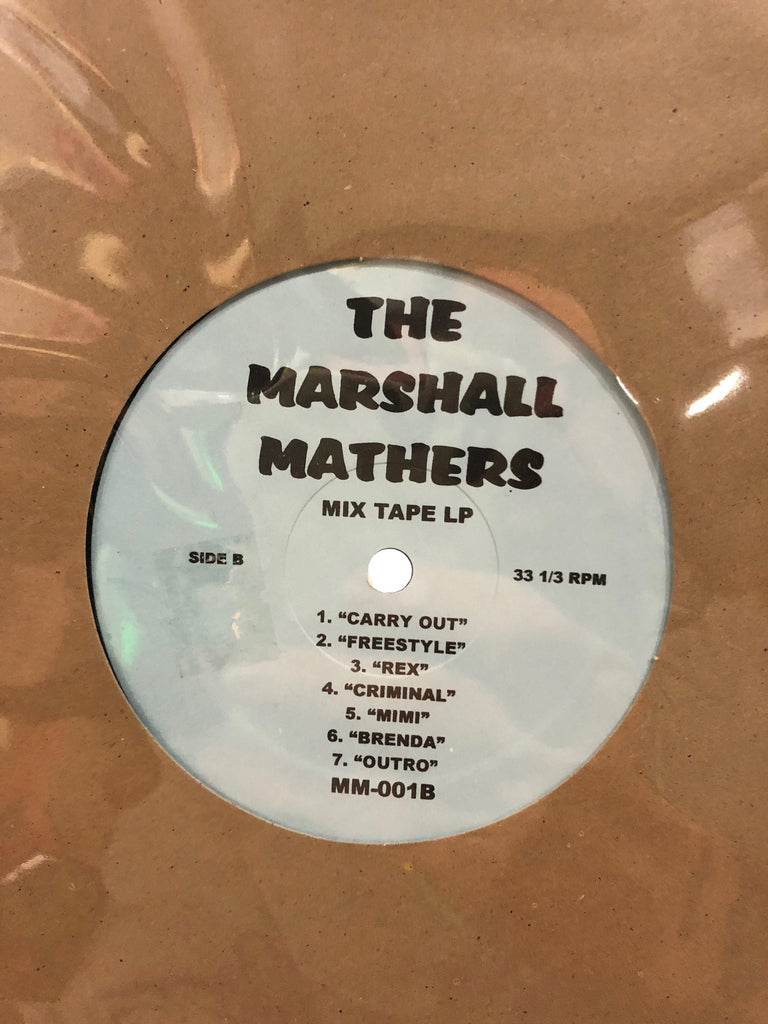 THE
MARSHALL
MATHERS
MIX TAPE LP
SIDE B
33 1/3 RPM
1. “CARRY OUT”
2. “FREESTYLE”
3. “REX”
4. “CRIMINAL”
5. “MIMI”
6. “BRENDA”
7. “OUTRO”
MM-001B